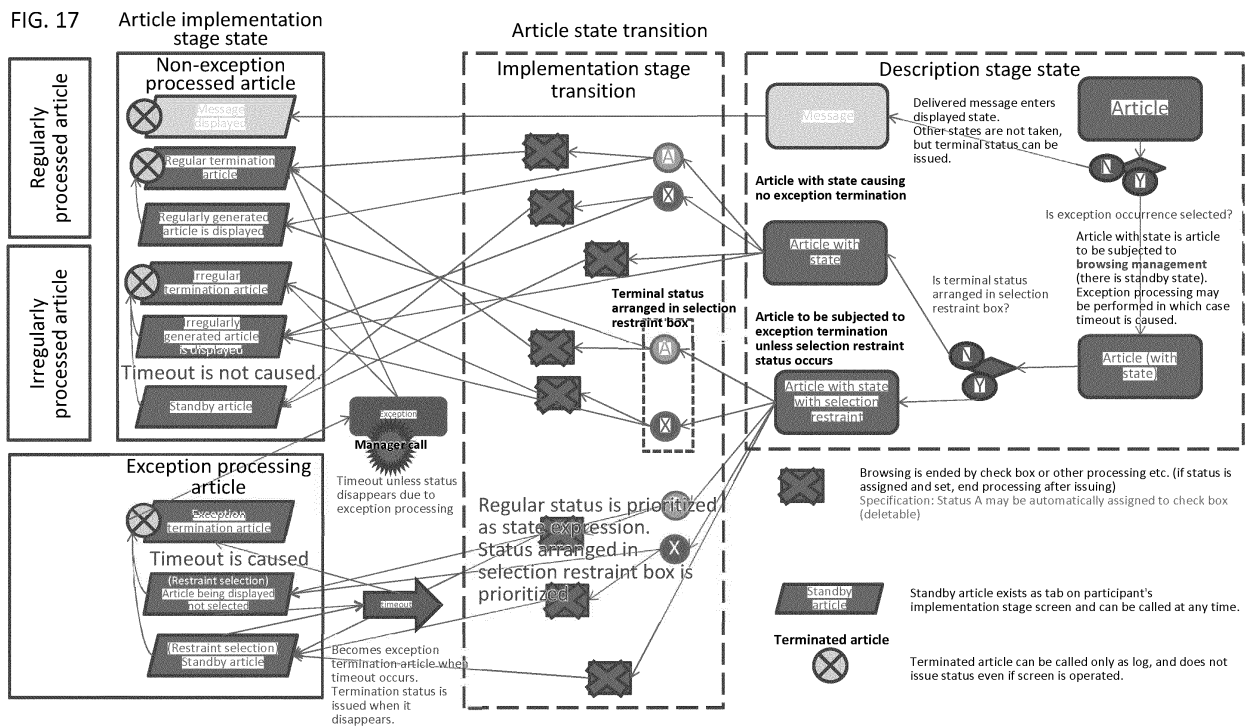 FIG. 17
Article implementation
stage state
Article state transition
Regularly
processed article
Irregularly
processed article
Non-exception
processed article
Message
displayed
Regular termination
article
Regularly generated
article is displayed
Irregular
termination article
Irregularly
generated article
is displayed
Timeout is not caused.
Standby article
Exception processing
article
Exception
termination article
Timeout is caused
(Restraint selection)
Article being displayed
not selected
(Restraint selection)
Standby article
Exception
Manager call
Timeout unless status
disappears due to
exception processing
timeout
Becomes exception
termination article when
timeout occurs.
Termination status is
issued when it
disappears.
Implementation stage
transition
A
X
Terminal status
arranged in selection
restraint box
A
X
Regular status is prioritized
as state expression.
Status arranged in
selection restraint box is
prioritized
X
Description stage state
Message
Delivered message enters
displayed state.
Other states are not taken,
but terminal status can be
issued.
Article
N
Y
Is exception occurrence selected?
Article with state causing
no exception termination
Article with
state
Is terminal status
arranged in selection
restraint box?
Article with state is article
to be subjected to
browsing management
(there is standby state).
Exception processing may
be performed in which case
timeout is caused.
Article to be subjected to
exception termination
unless selection restraint
status occurs
Article with state
with selection
restraint
N
Y
Article (with
state)
Browsing is ended by check box or other processing etc. (if status is
assigned and set, end processing after issuing)
Specification: Status A may be automatically assigned to check box
(deletable)
Standby
article
Standby article exists as tab on participant's
implementation stage screen and can be called at any time.
Terminated article
Terminated article can be called only as log, and does not
issue status even if screen is operated.